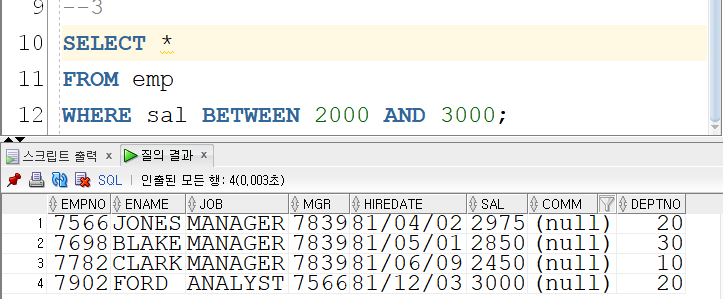 9 --3
10 SELECT *
11 FROM emp
12 WHERE sal BETWEEN 2000 AND 3000;
스크립트 출력 x 질의 결과 x
SQL | 인출된 모든 행: 4(0,003초)
EMPNO ENAME JOB MGR HIREDATE SAL COMM DEPTNO
1 7566 JONES MANAGER 7839 81/04/02 2975 (null) 20
2 7698 BLAKE MANAGER 7839 81/05/01 2850 (null) 30
3 7782 CLARK MANAGER 7839 81/06/09 2450 (null) 10
4 7902 FORD ANALYST 7566 81/12/03 3000 (null) 20